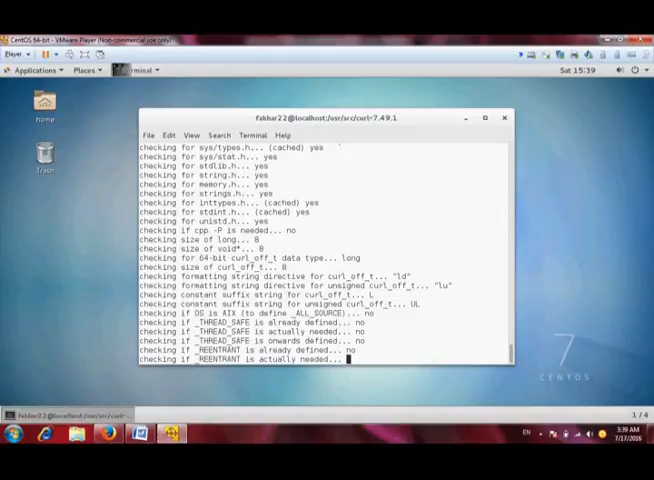 CentOS 64-bit - VMware Player (Non-commercial use only)
Player
Applications Places Terminal Sat 15:39
home
Trash
fakhar22@localhost:/usr/src/curl-7.49.1
File Edit View Search Terminal Help
checking for sys/types.h... (cached) yes
checking for sys/stat.h... yes
checking for stdlib.h... yes
checking for string.h... yes
checking for memory.h... yes
checking for strings.h... yes
checking for inttypes.h... (cached) yes
checking for stdint.h... (cached) yes
checking for unistd.h... yes
checking if cpp -P is needed... no
checking size of long... 8
checking size of void*... 8
checking for 64-bit curl_off_t data type... long
checking size of curl_off_t... 8
checking formatting string directive for curl_off_t... "ld"
checking formatting string directive for unsigned curl_off_t... "lu"
checking constant suffix string for curl_off_t... L
checking constant suffix string for unsigned curl_off_t... UL
checking if OS is AIX (to define _ALL_SOURCE)... no
checking if _THREAD_SAFE is already defined... no
checking if _THREAD_SAFE is actually needed... no
checking if _THREAD_SAFE is onwards defined... no
checking if _REENTRANT is already defined... no
checking if _REENTRANT is actually needed...
7
CENTOS
fakhar22@localhost:/usr/src/curl-... 1 / 4
EN 3:39 AM
7/17/2016